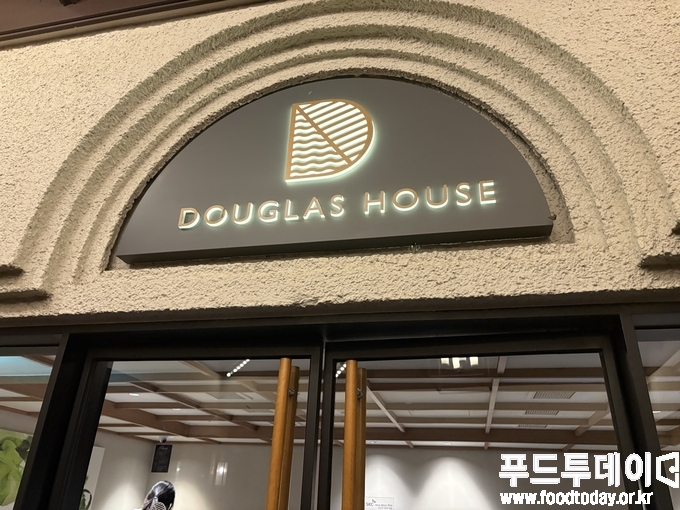 DOUGLAS HOUSE
푸드투데이
www.foodtoday.or.kr